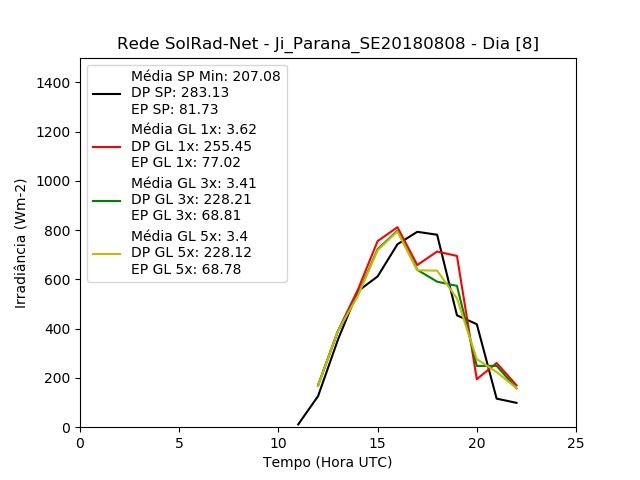 Rede SolRad-Net - Ji_Parana_SE20180808 - Dia [8]
Média SP Min: 207.08
DP SP: 283.13
EP SP: 81.73
Média GL 1x: 3.62
DP GL 1x: 255.45
EP GL 1x: 77.02
Média GL 3x: 3.41
DP GL 3x: 228.21
EP GL 3x: 68.81
Média GL 5x: 3.4
DP GL 5x: 228.12
EP GL 5x: 68.78
1400
1200
1000
800
600
400
200
0
Irradiância (Wm-2)
0 5 10 15 20 25
Tempo (Hora UTC)